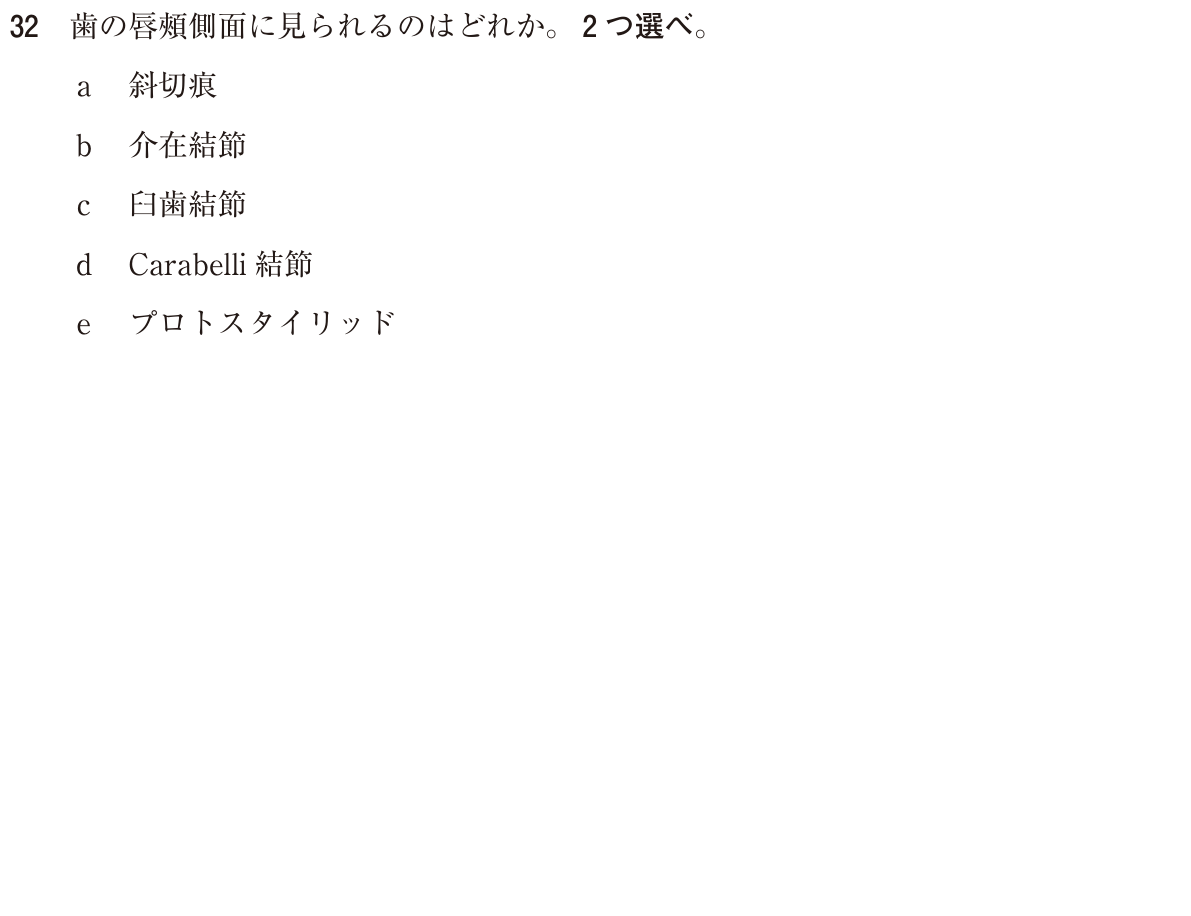 32 歯の唇頰側面に見られるのはどれか。2つ選べ。
a 斜切痕
b 介在結節
c 臼歯結節
d Carabelli 結節
e プロトスタイリッド